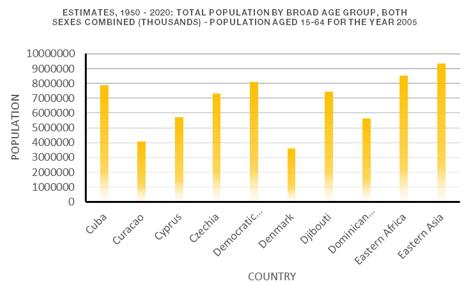 ESTIMATES, 1950 - 2020: TOTAL POPULATION BY BROAD AGE GROUP, BOTH
SEXES COMBINED (THOUSANDS) - POPULATION AGED 15-64 FOR THE YEAR 2005
10000000
9000000
8000000
7000000
6000000
5000000
4000000
3000000
2000000
1000000
0
POPULATION
Cuba
Curacao
Cyprus
Czechia
Democratic...
Denmark
Djibouti
Dominican...
Eastern Africa
Eastern Asia
COUNTRY